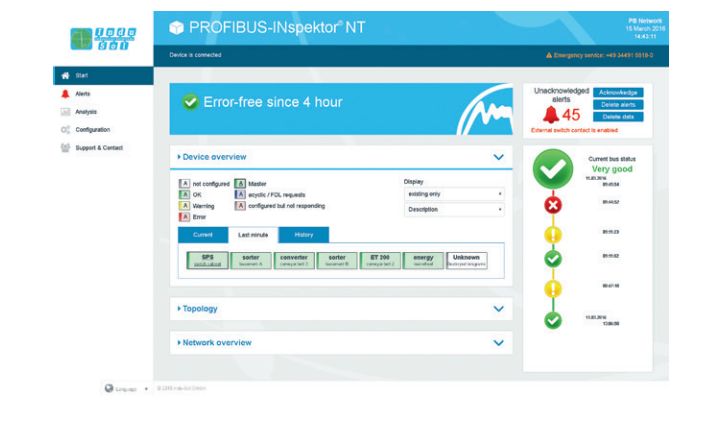 Indu
Sol
PROFIBUS-INspektor® NT
PB Network
15 March 2016
14:43:11
Device is connected
Emergency service: +49 34491 5818-0
Start
Alerts
Analysis
Configuration
Support & Contact
Error-free since 4 hour
Unacknowledged
alerts
45
Acknowledge
Delete alerts
Delete data
External switch contact is enabled
Device overview
A not configured
A Master
A OK
A acyclic / FDL requests
A Warning
A configured but not responding
A Error
Display
existing only
Description
Current
Last minute
History
SPS
sorter
converter
sorter
ET 200
energy
Unknown
Topology
Network overview
Current bus status
Very good
Language